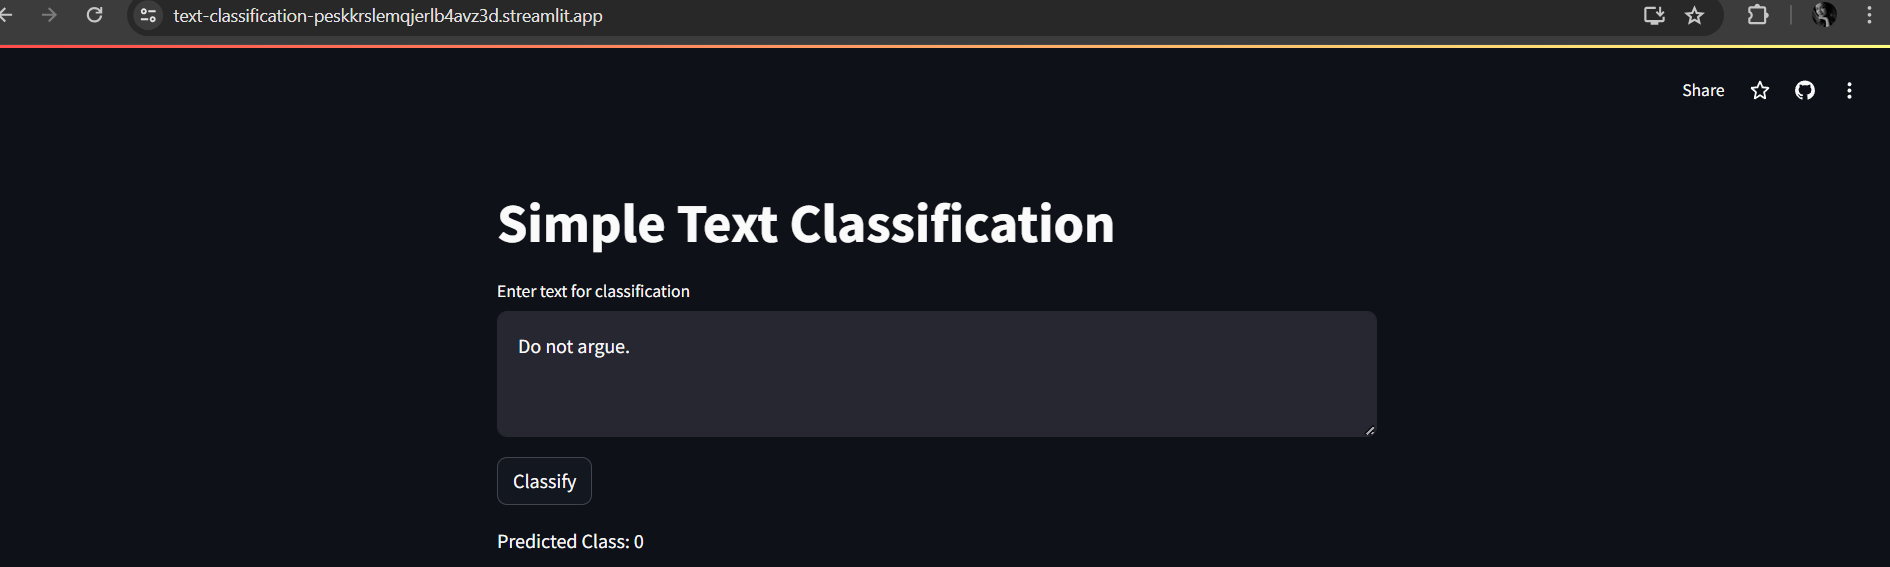 text-classification-peskkrslemqjerlb4avz3d.streamlit.app
Share
Simple Text Classification
Enter text for classification
Do not argue.
Classify
Predicted Class: 0